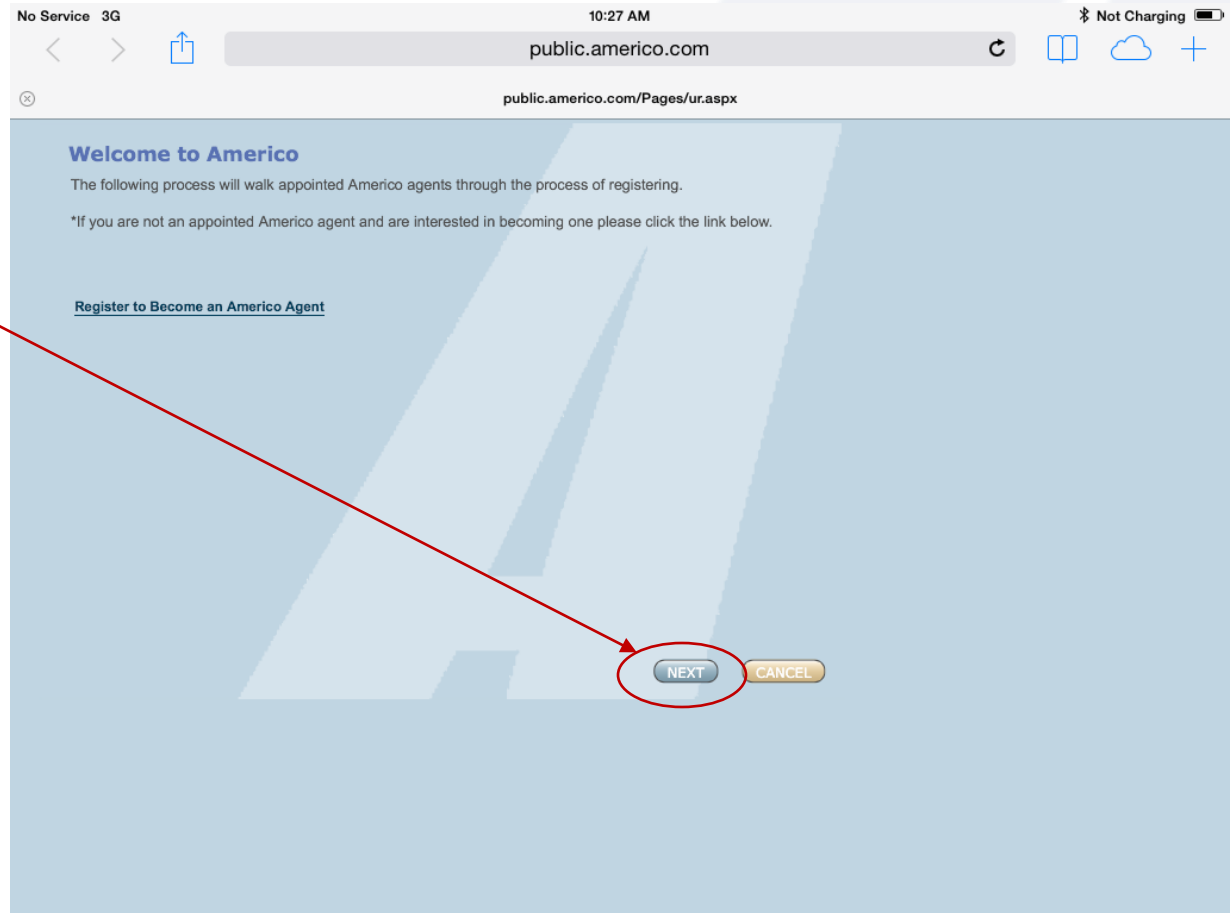 No Service 3G 10:27 AM Not Charging
public.americo.com
public.americo.com/Pages/ur.aspx
Welcome to Americo
The following process will walk appointed Americo agents through the process of registering.
*If you are not an appointed Americo agent and are interested in becoming one please click the link below.
Register to Become an Americo Agent
NEXT CANCEL